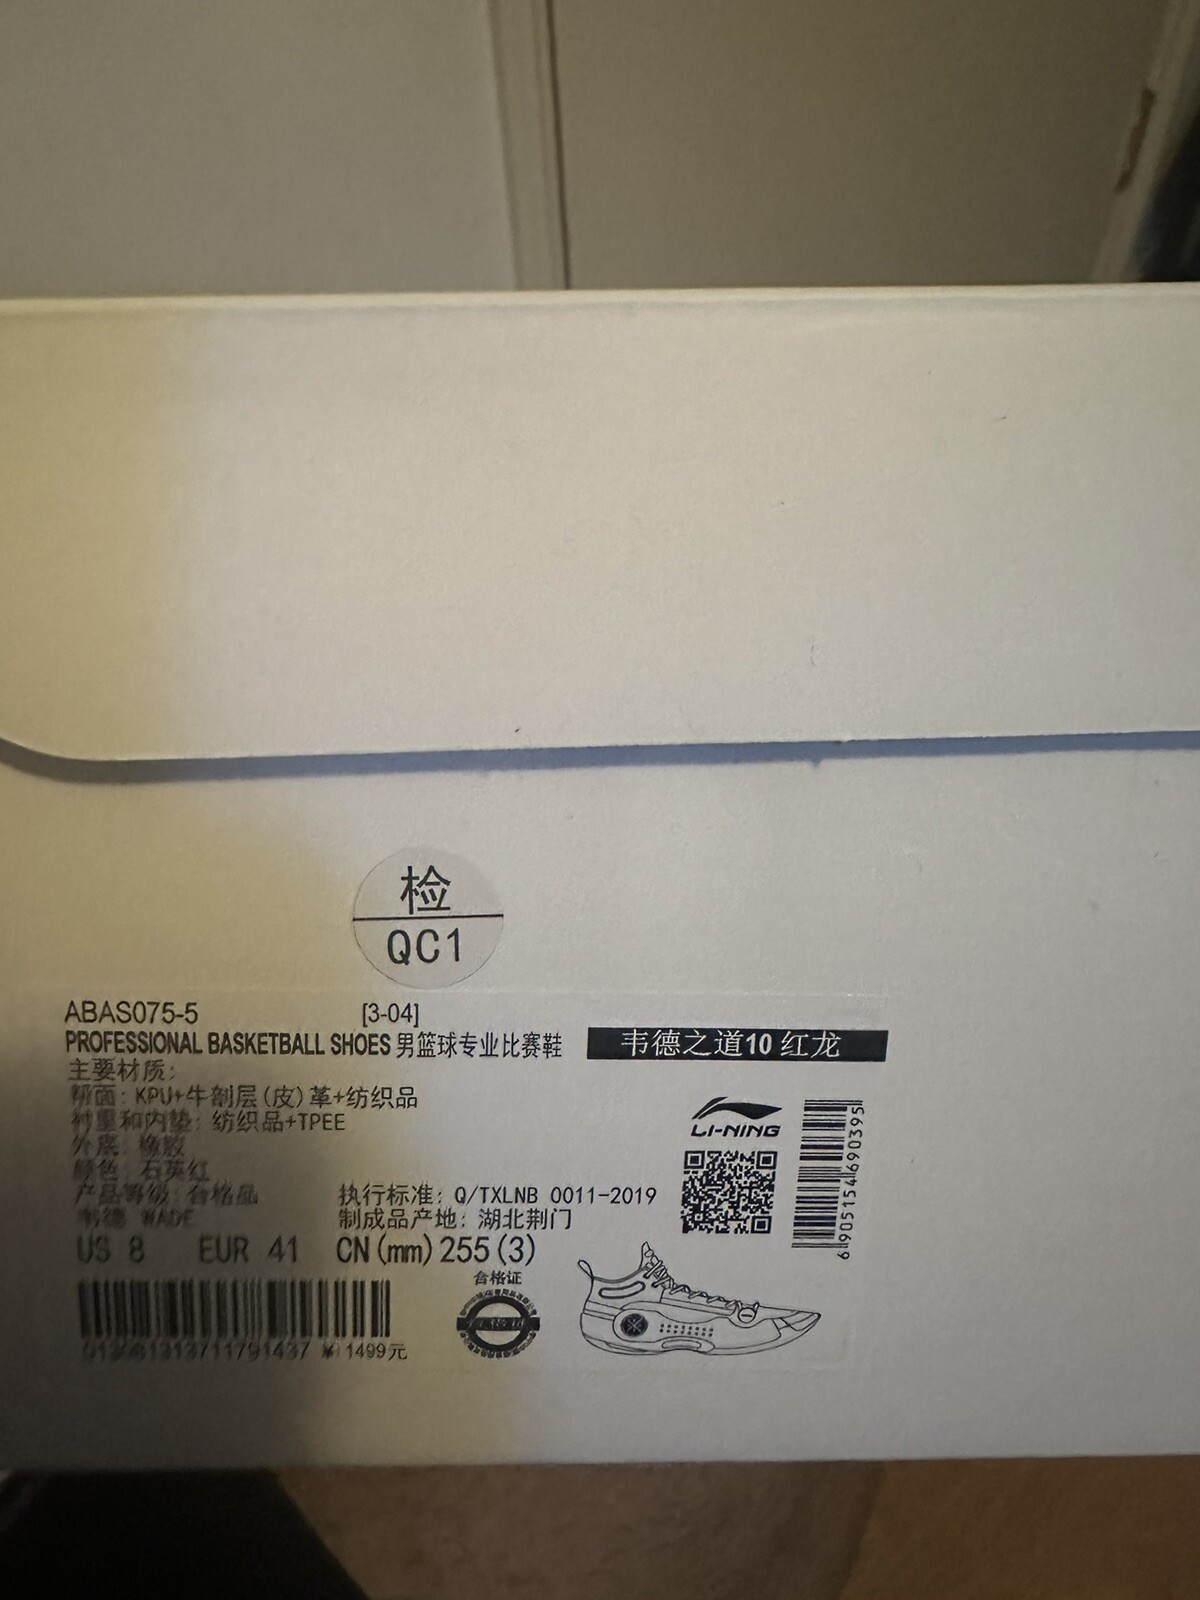 检
QC1
ABAS075-5 [3-04]
PROFESSIONAL BASKETBALL SHOES 男篮球专业比赛鞋
韦德之道10 红龙
主要材质:
帮面: KPU+牛剖层(皮)革+纺织品
衬里和内垫: 纺织品+TPEE
外底: 橡胶
颜色: 石英红
产品等级: 合格品
执行标准: Q/TXLNB 0011-2019
韦德 WADE
制成品产地: 湖北荆门
US 8 EUR 41 CN(mm)255(3)
合格证
¥ 1499元
LI-NING
6905154690395